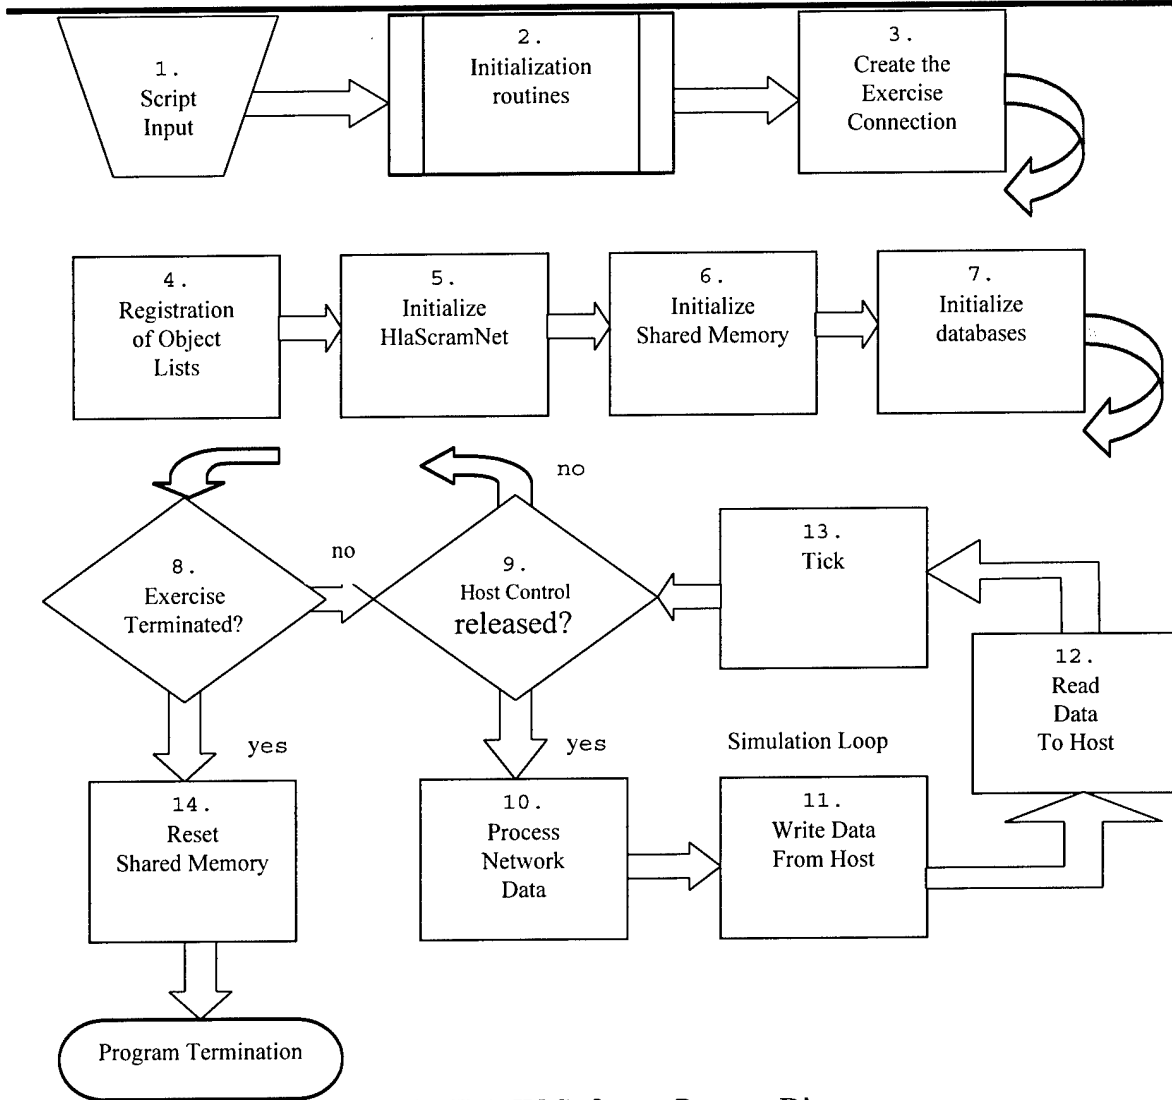 1.
Script
Input
2.
Initialization
routines
3.
Create the
Exercise
Connection
4.
Registration
of Object
Lists
5.
Initialize
HlaScramNet
6.
Initialize
Shared Memory
7.
Initialize
databases
no
8.
Exercise
Terminated?
no
9.
Host Control
released?
13.
Tick
12.
Read
Data
To Host
yes
yes
Simulation Loop
14.
Reset
Shared Memory
10.
Process
Network
Data
11.
Write Data
From Host
Program Termination